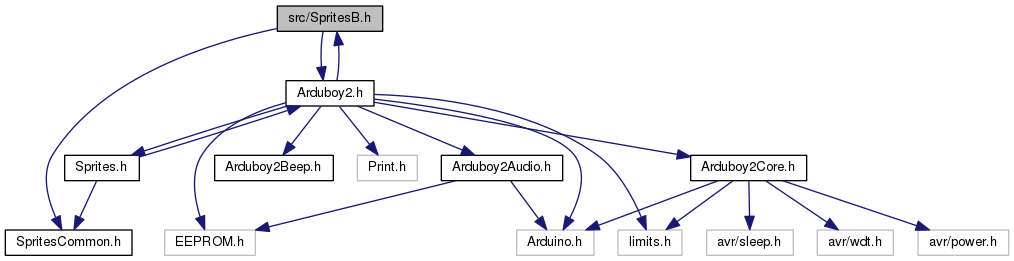 src/SpritesB.h
Arduboy2.h
Sprites.h
Arduboy2Beep.h
Print.h
Arduboy2Audio.h
Arduboy2Core.h
SpritesCommon.h
EEPROM.h
Arduino.h
limits.h
avr/sleep.h
avr/wdt.h
avr/power.h